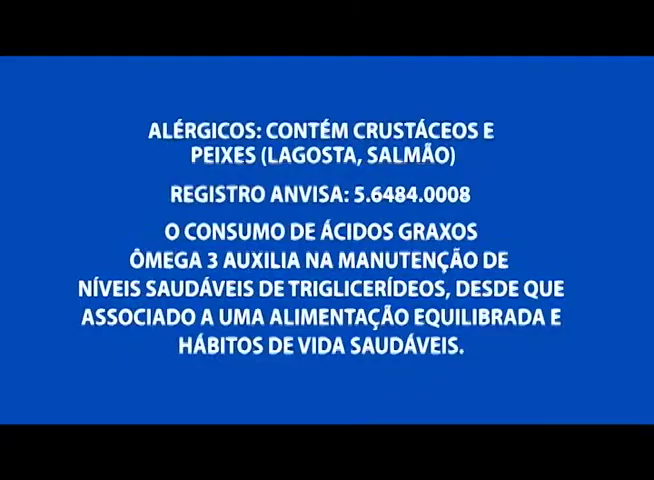 ALÉRGICOS: CONTÉM CRUSTÁCEOS E
PEIXES (LAGOSTA, SALMÃO)
REGISTRO ANVISA: 5.6484.0008
O CONSUMO DE ÁCIDOS GRAXOS
ÔMEGA 3 AUXILIA NA MANUTENÇÃO DE
NÍVEIS SAUDÁVEIS DE TRIGLICERÍDEOS, DESDE QUE
ASSOCIADO A UMA ALIMENTAÇÃO EQUILIBRADA E
HÁBITOS DE VIDA SAUDÁVEIS.